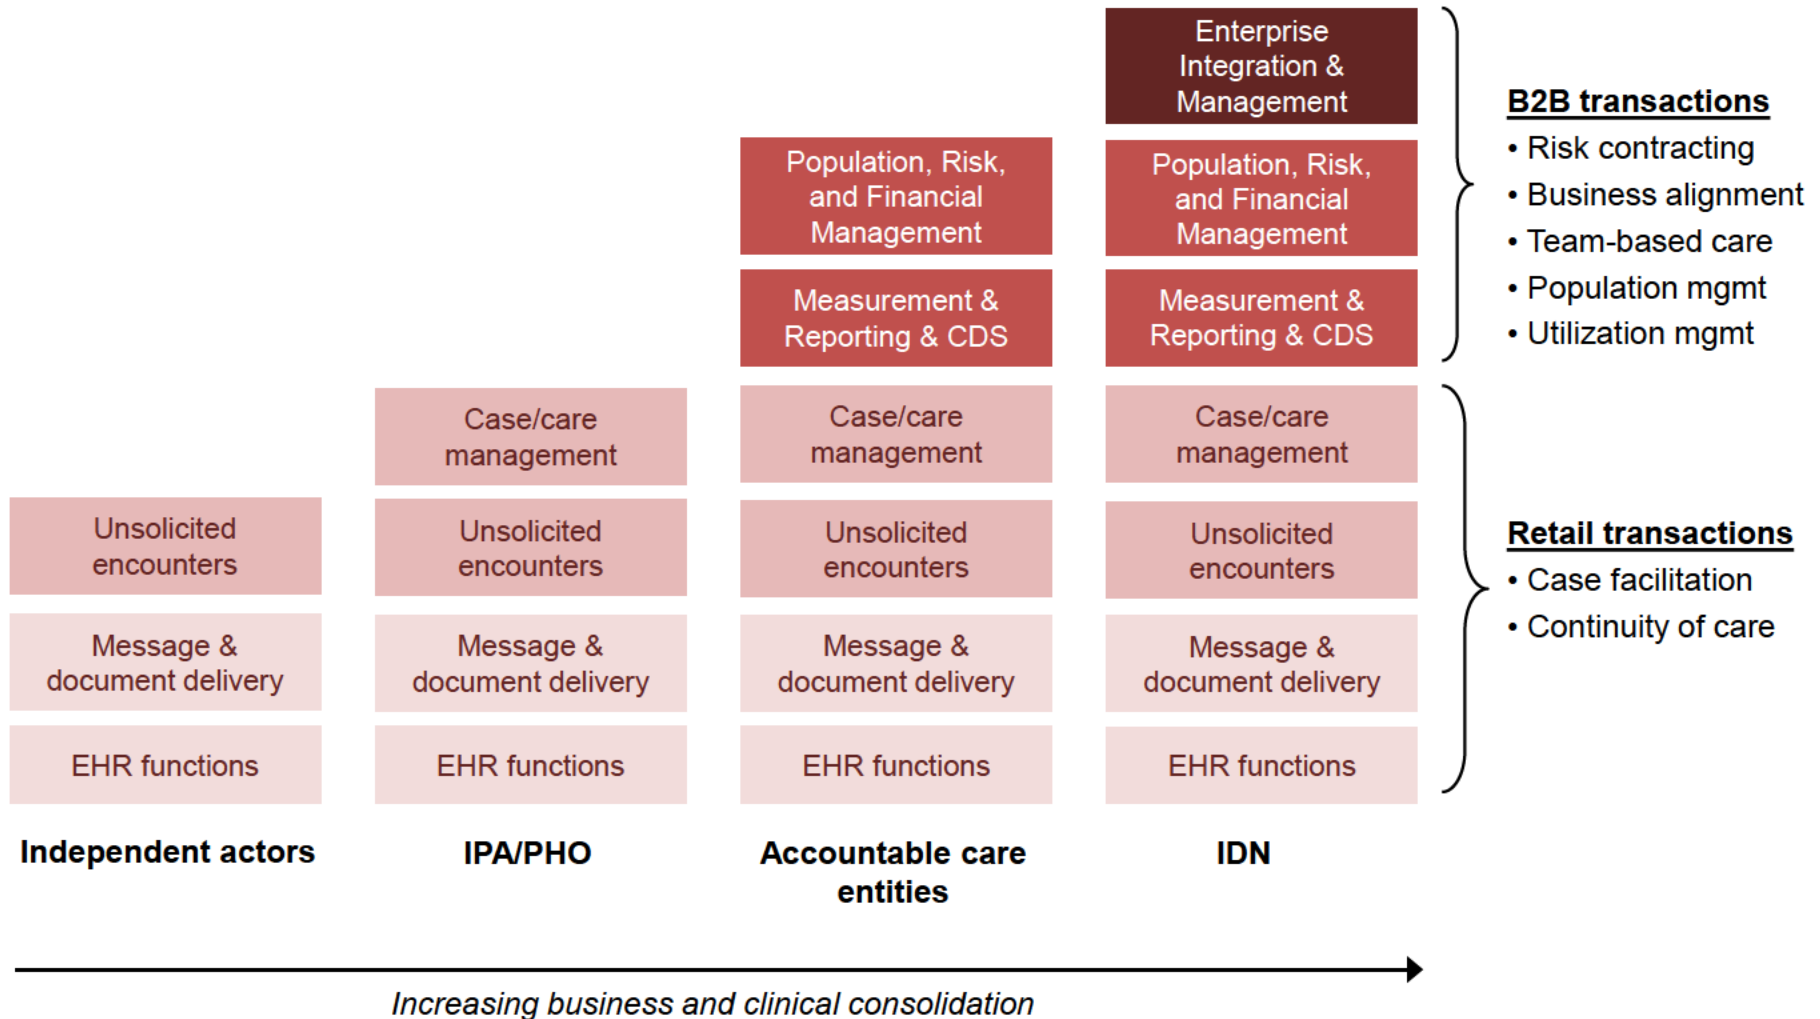 Enterprise
Integration &
Management
Population, Risk,
and Financial
Management
Population, Risk,
and Financial
Management
Measurement &
Reporting & CDS
Measurement &
Reporting & CDS
B2B transactions
• Risk contracting
• Business alignment
• Team-based care
• Population mgmt
• Utilization mgmt
Case/care
management
Case/care
management
Case/care
management
Unsolicited
encounters
Unsolicited
encounters
Unsolicited
encounters
Unsolicited
encounters
Retail transactions
• Case facilitation
• Continuity of care
Message &
document delivery
Message &
document delivery
Message &
document delivery
Message &
document delivery
EHR functions
EHR functions
EHR functions
EHR functions
Independent actors
IPA/PHO
Accountable care
entities
IDN
Increasing business and clinical consolidation